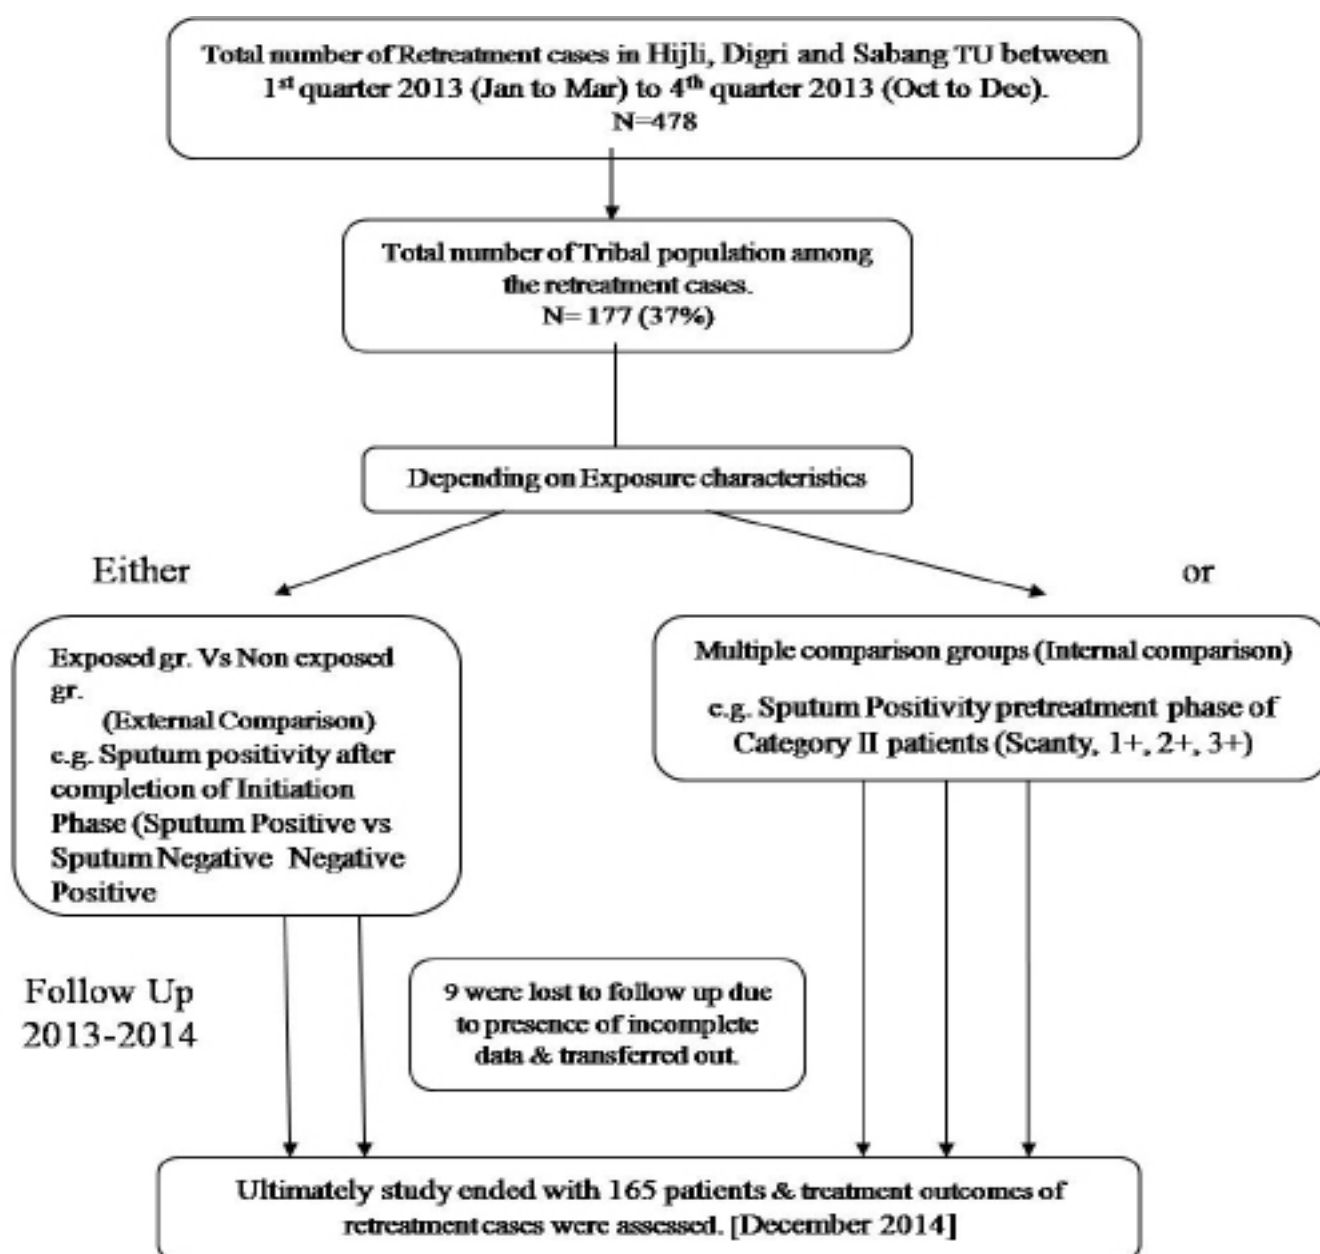 Total number of Retreatment cases in Hijli, Digri and Sabang TU between
1st quarter 2013 (Jan to Mar) to 4th quarter 2013 (Oct to Dec).
N=478
Total number of Tribal population among
the retreatment cases.
N= 177 (37%)
Depending on Exposure characteristics
Either
or
Exposed gr. Vs Non exposed
gr.
(External Comparison)
e.g. Sputum positivity after
completion of Initiation
Phase (Sputum Positive vs
Sputum Negative Negative
Positive
Multiple comparison groups (Internal comparison)
e.g. Sputum Positivity pretreatment phase of
Category II patients (Scanty, 1+, 2+, 3+)
Follow Up
2013-2014
9 were lost to follow up due
to presence of incomplete
data & transferred out.
Ultimately study ended with 165 patients & treatment outcomes of
retreatment cases were assessed. [December 2014]